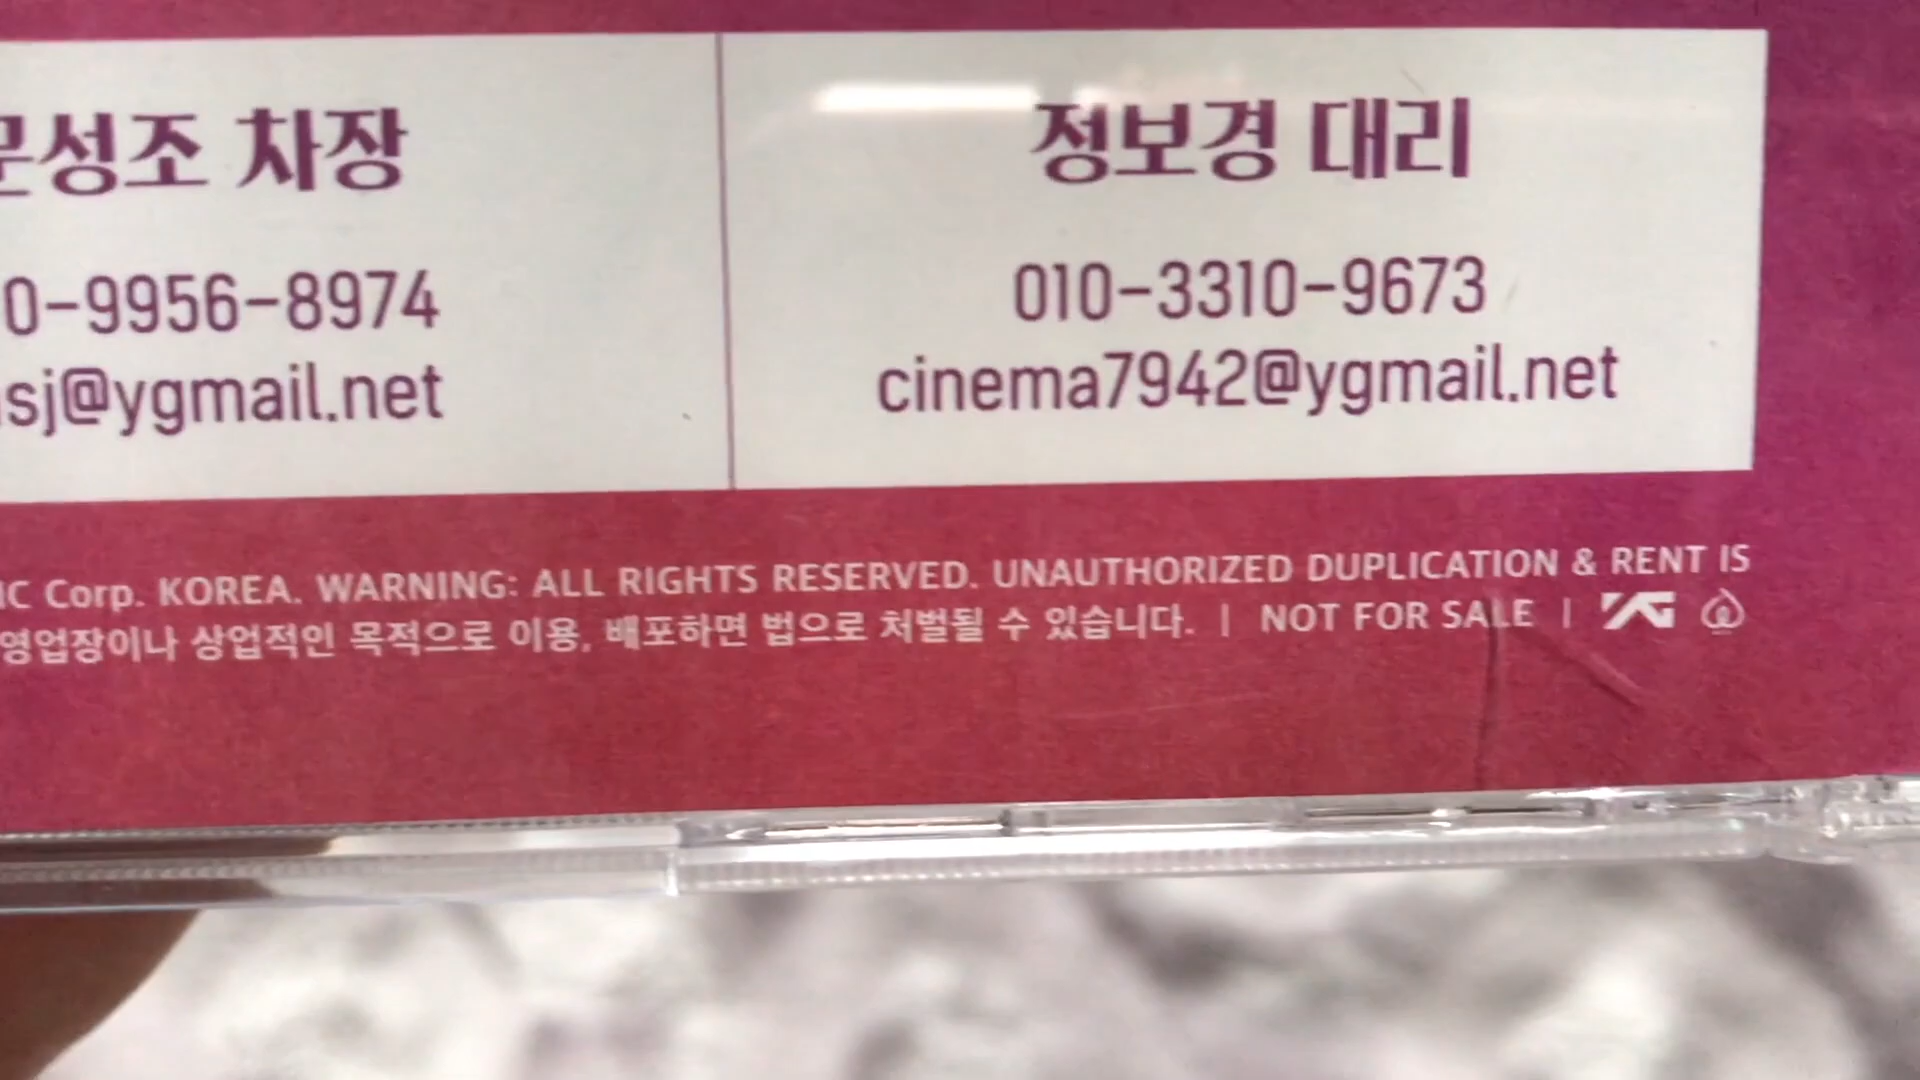 문성조 차장
정보경 대리
0-9956-8974
010-3310-9673
sj@ygmail.net
cinema7942@ygmail.net
IC Corp. KOREA. WARNING: ALL RIGHTS RESERVED. UNAUTHORIZED DUPLICATION & RENT IS
영업장이나 상업적인 목적으로 이용, 배포하면 법으로 처벌될 수 있습니다. | NOT FOR SALE | YG